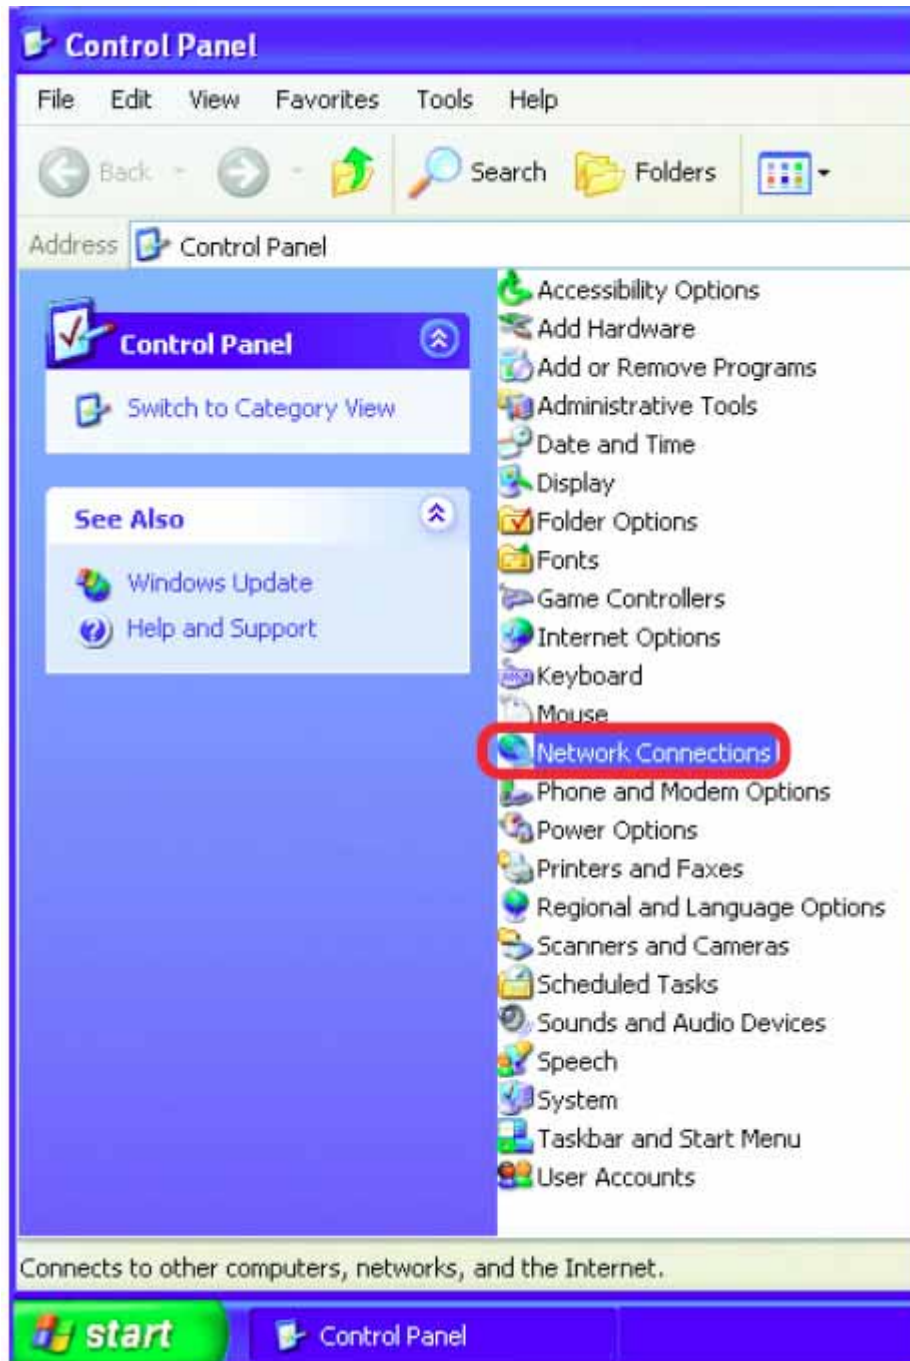 Control Panel
File Edit View Favorites Tools Help
Back Search Folders
Address Control Panel
Control Panel
Switch to Category View
See Also
Windows Update
Help and Support
Accessibility Options
Add Hardware
Add or Remove Programs
Administrative Tools
Date and Time
Display
Folder Options
Fonts
Game Controllers
Internet Options
Keyboard
Mouse
Network Connections
Phone and Modem Options
Power Options
Printers and Faxes
Regional and Language Options
Scanners and Cameras
Scheduled Tasks
Sounds and Audio Devices
Speech
System
Taskbar and Start Menu
User Accounts
Connects to other computers, networks, and the Internet.
start Control Panel